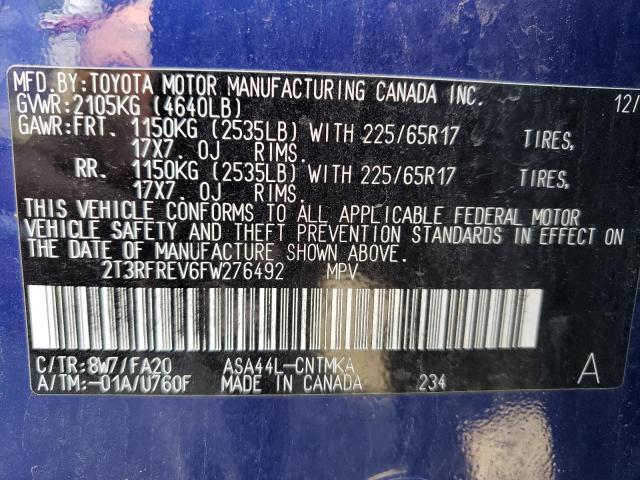 MFD.BY:TOYOTA MOTOR MANUFACTURING CANADA INC. 12/
GVWR:2105KG (4640LB)
GAWR:FRT. 1150KG (2535LB) WITH 225/65R17 TIRES,
17X7.0J RIMS.
RR. 1150KG (2535LB) WITH 225/65R17 TIRES,
17X7.0J RIMS.
THIS VEHICLE CONFORMS TO ALL APPLICABLE FEDERAL MOTOR
VEHICLE SAFETY AND THEFT PREVENTION STANDARDS IN EFFECT ON
THE DATE OF MANUFACTURE SHOWN ABOVE.
2T3RFREV6FW276492 MPV
C/TR:8W7/FA20 ASA44L-CNTMKA A
A/TM:-01A/U760F MADE IN CANADA 234